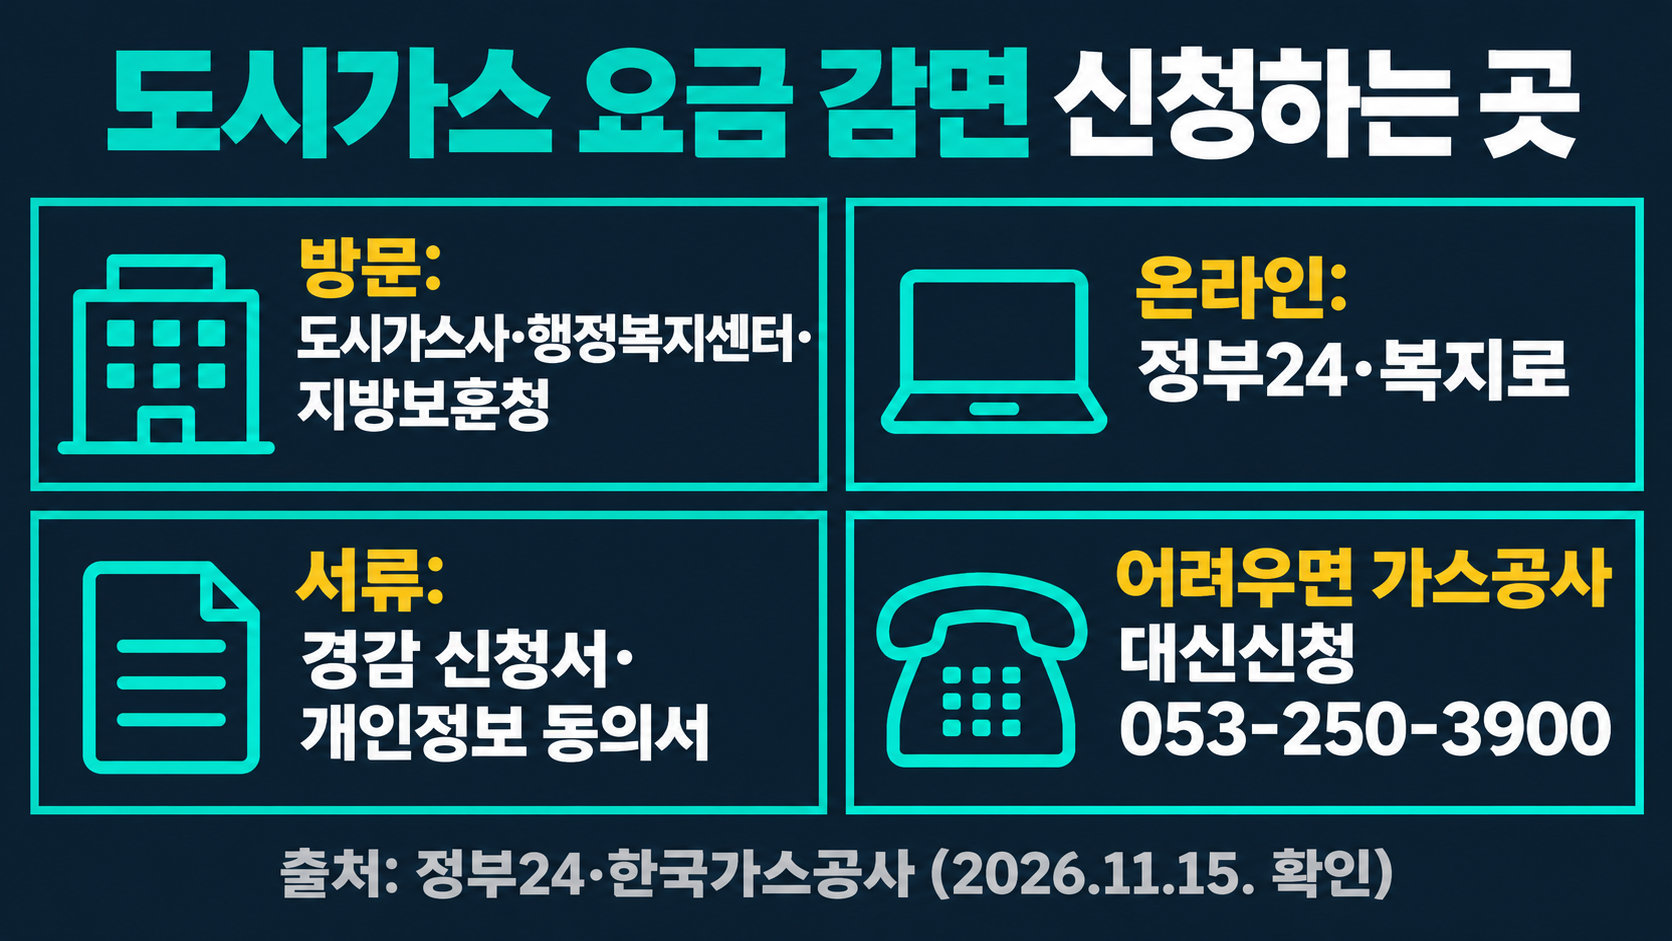 도시가스 요금 감면 신청하는 곳
방문:
도시가스사·행정복지센터·
지방보훈청
온라인:
정부24·복지로
서류:
경감 신청서·
개인정보 동의서
어려우면 가스공사
대신신청
053-250-3900
출처: 정부24·한국가스공사 (2026.11.15. 확인)